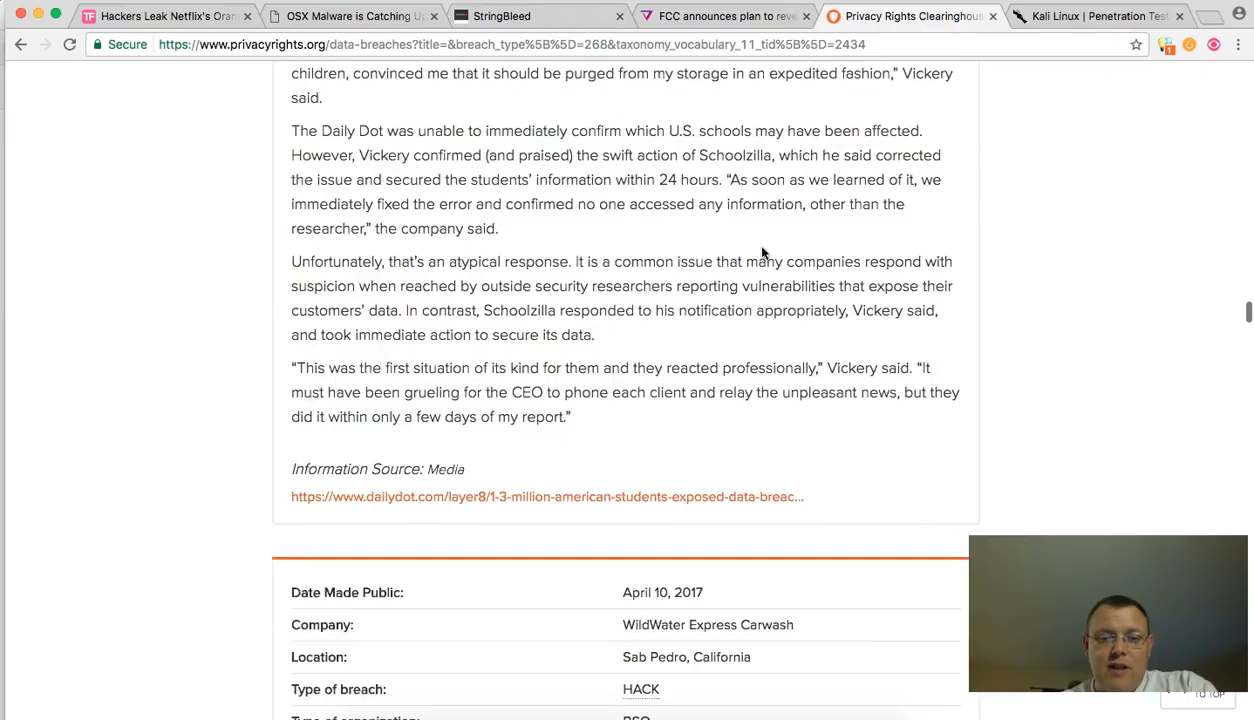 Hackers Leak Netflix's Oran
OSX Malware is Catching Up
StringBleed
FCC announces plan to reve
Privacy Rights Clearinghous
Kali Linux | Penetration Test
Secure
https://www.privacyrights.org/data-breaches?title=&breach_type%5B%5D=268&taxonomy_vocabulary_11_tid%5B%5D=2434
children, convinced me that it should be purged from my storage in an expedited fashion,” Vickery
said.
The Daily Dot was unable to immediately confirm which U.S. schools may have been affected.
However, Vickery confirmed (and praised) the swift action of Schoolzilla, which he said corrected
the issue and secured the students’ information within 24 hours. “As soon as we learned of it, we
immediately fixed the error and confirmed no one accessed any information, other than the
researcher,” the company said.
Unfortunately, that’s an atypical response. It is a common issue that many companies respond with
suspicion when reached by outside security researchers reporting vulnerabilities that expose their
customers’ data. In contrast, Schoolzilla responded to his notification appropriately, Vickery said,
and took immediate action to secure its data.
“This was the first situation of its kind for them and they reacted professionally,” Vickery said. “It
must have been grueling for the CEO to phone each client and relay the unpleasant news, but they
did it within only a few days of my report.”
Information Source: Media
https://www.dailydot.com/layer8/1-3-million-american-students-exposed-data-breac...
Date Made Public: April 10, 2017
Company: WildWater Express Carwash
Location: Sab Pedro, California
Type of breach: HACK
Type of organization: BSO
TO TOP